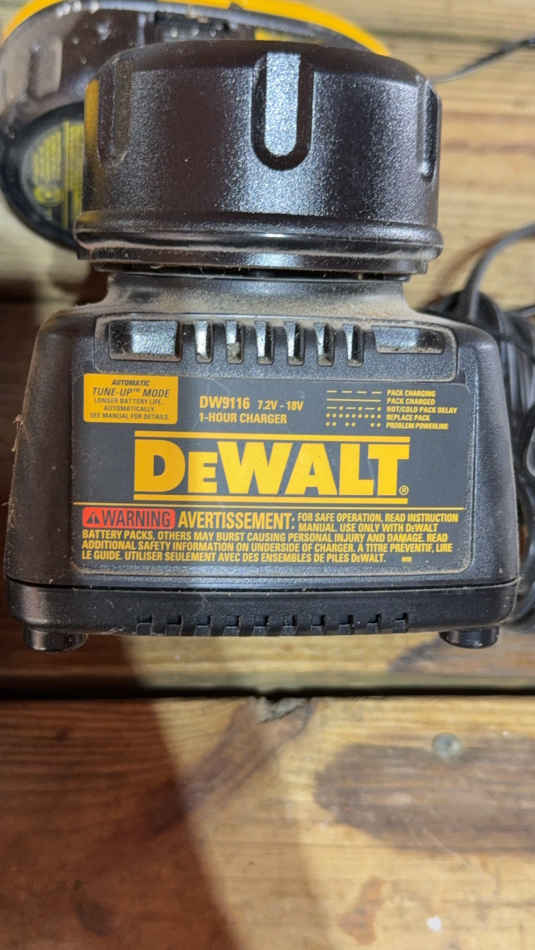 AUTOMATIC
TUNE-UP™ MODE
LONGER BATTERY LIFE...
AUTOMATICALLY.
SEE MANUAL FOR DETAILS.
DW9116 7.2V - 18V
1-HOUR CHARGER
PACK CHARGING
PACK CHARGED
HOT/COLD PACK DELAY
REPLACE PACK
PROBLEM POWERLINE
DEWALT®
WARNING AVERTISSEMENT: FOR SAFE OPERATION, READ INSTRUCTION
MANUAL. USE ONLY WITH DEWALT
BATTERY PACKS. OTHERS MAY BURST CAUSING PERSONAL INJURY AND DAMAGE. READ
ADDITIONAL SAFETY INFORMATION ON UNDERSIDE OF CHARGER. À TITRE PRÉVENTIF, LIRE
LE GUIDE. UTILISER SEULEMENT AVEC DES ENSEMBLES DE PILES DEWALT.